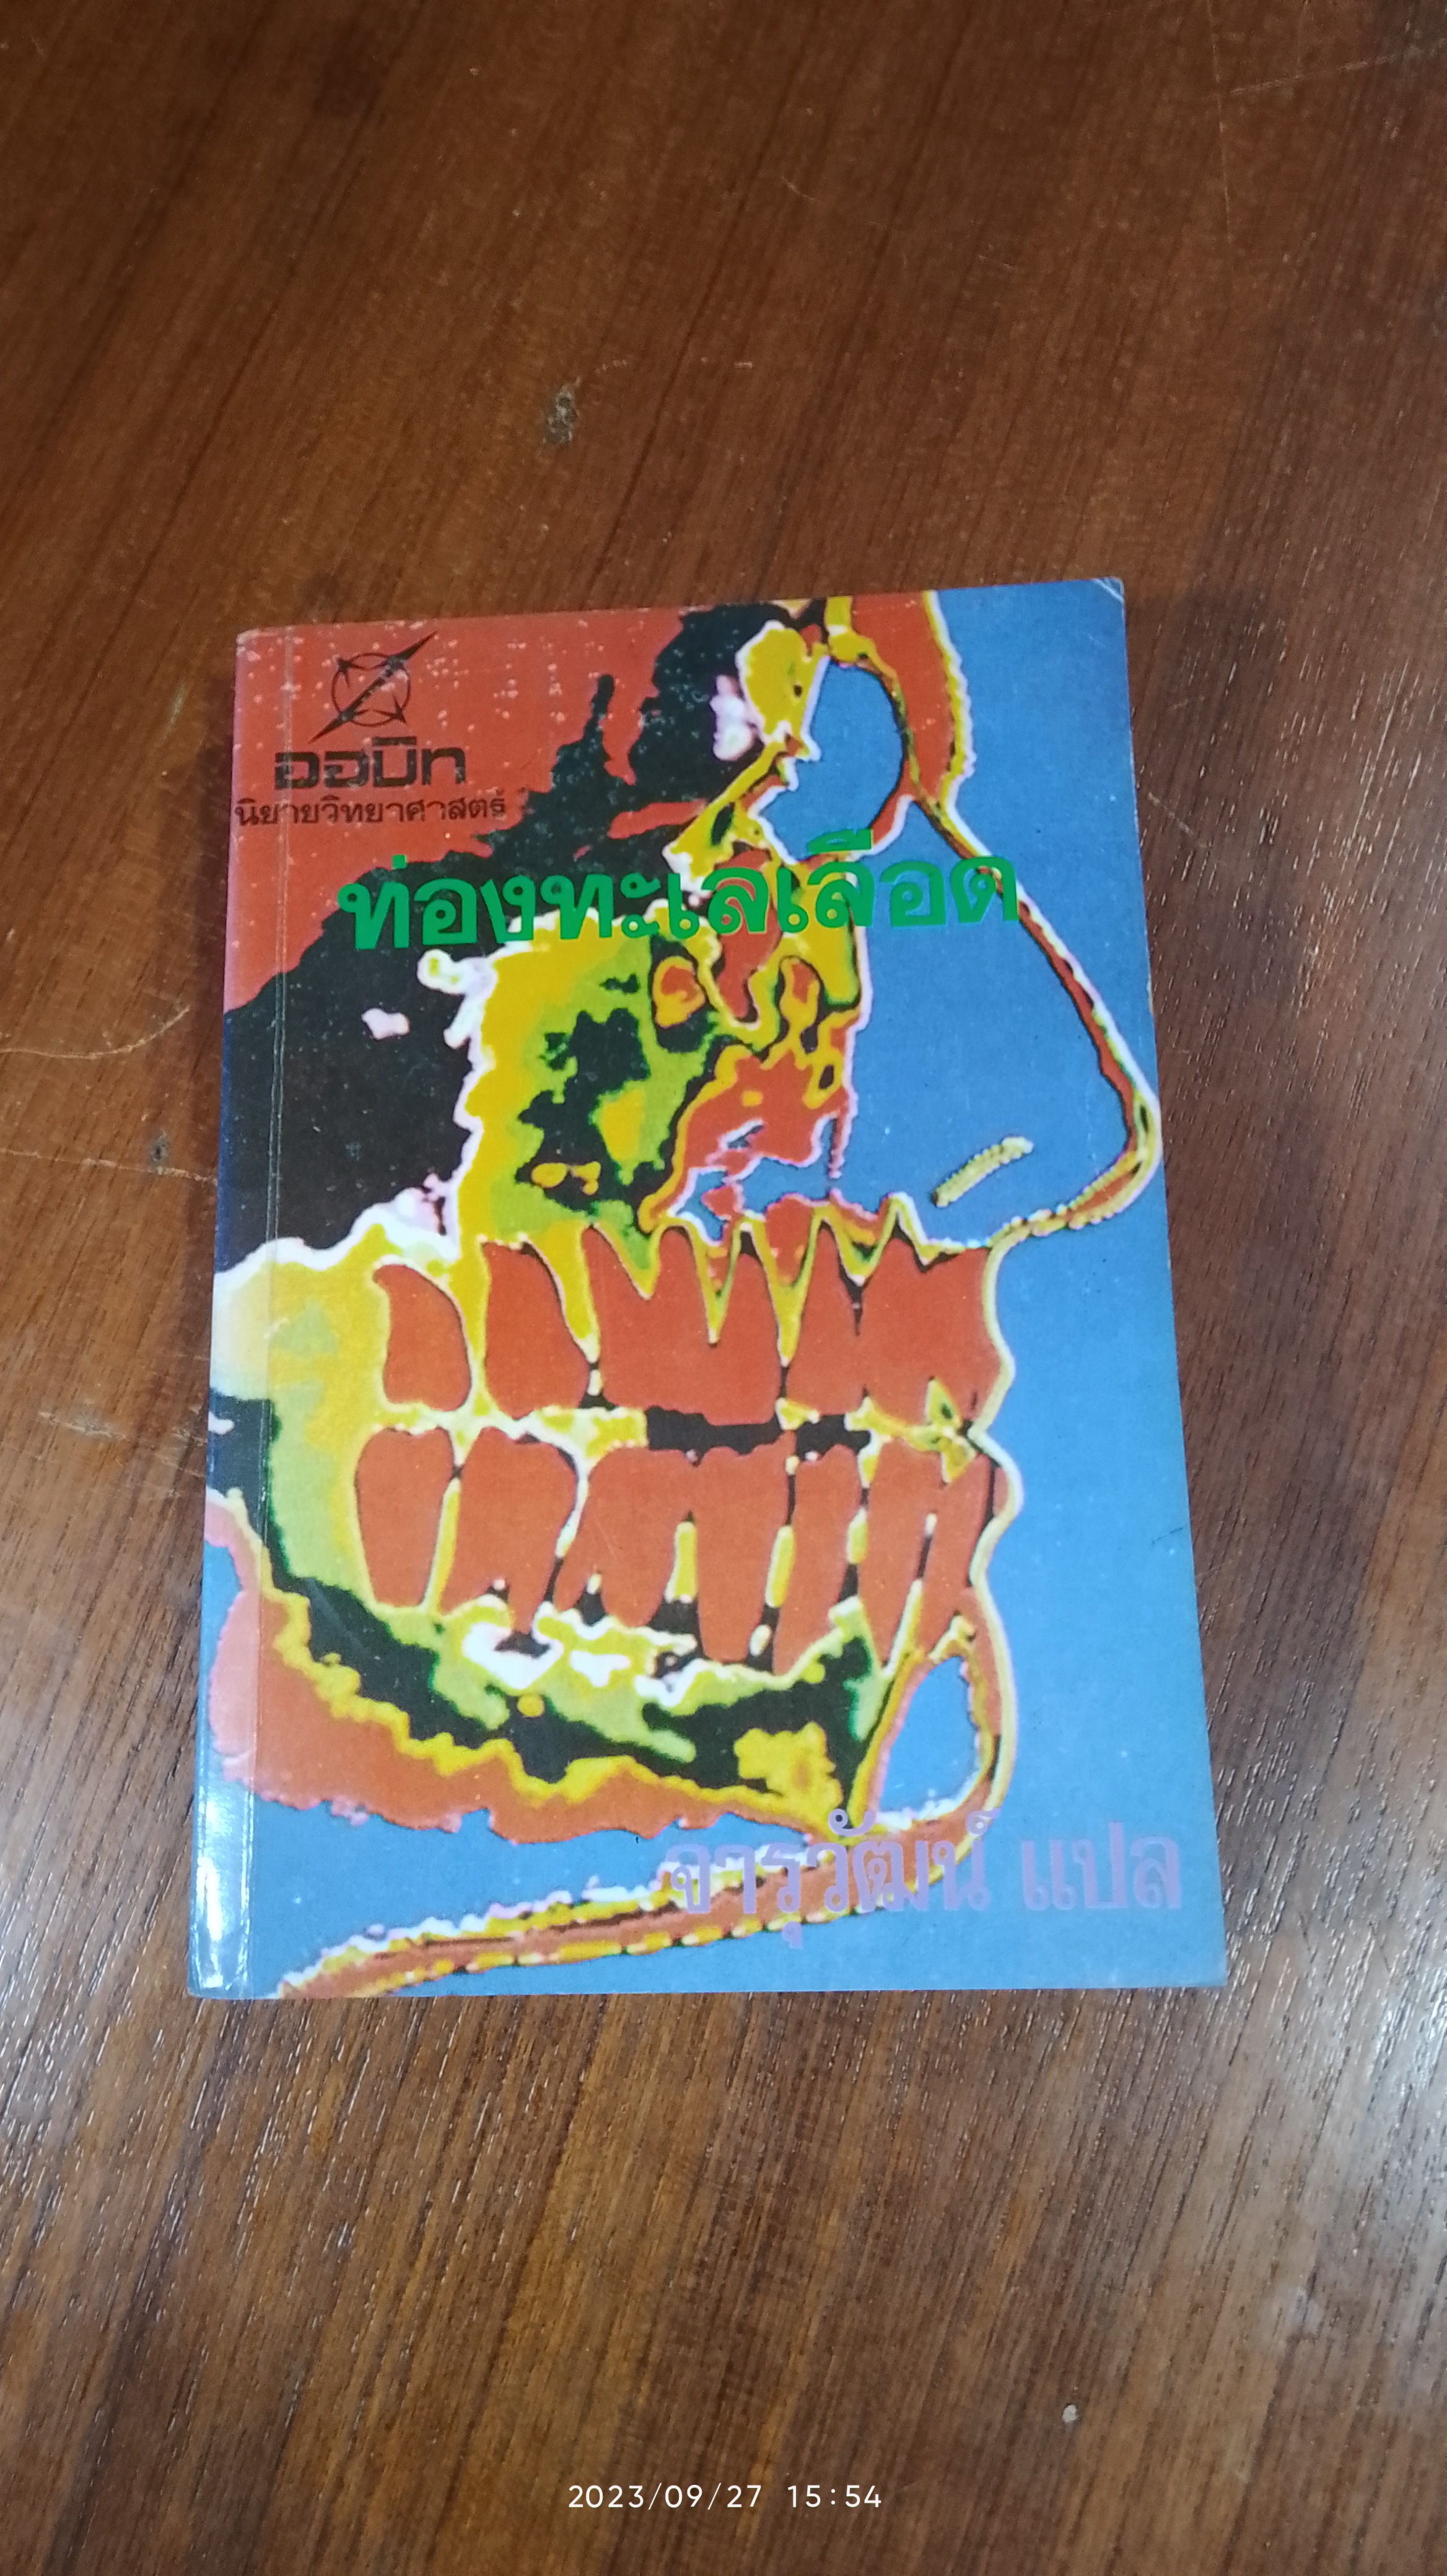 ออบิท
นิยายวิทยาศาสตร์
ท่องทะเลเลือด
จารุวัฒน์ แปล
2023/09/27 15:54